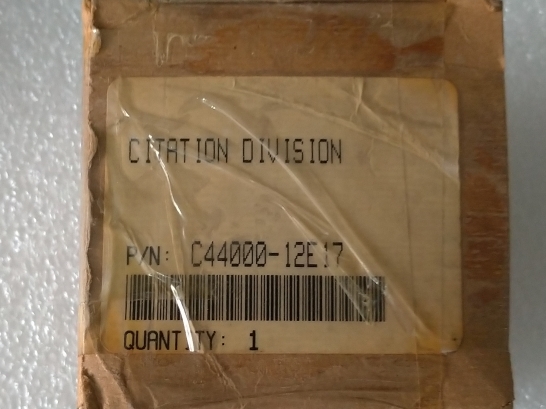 CITATION DIVISION
P/N: C44000-12E17
QUANTITY: 1